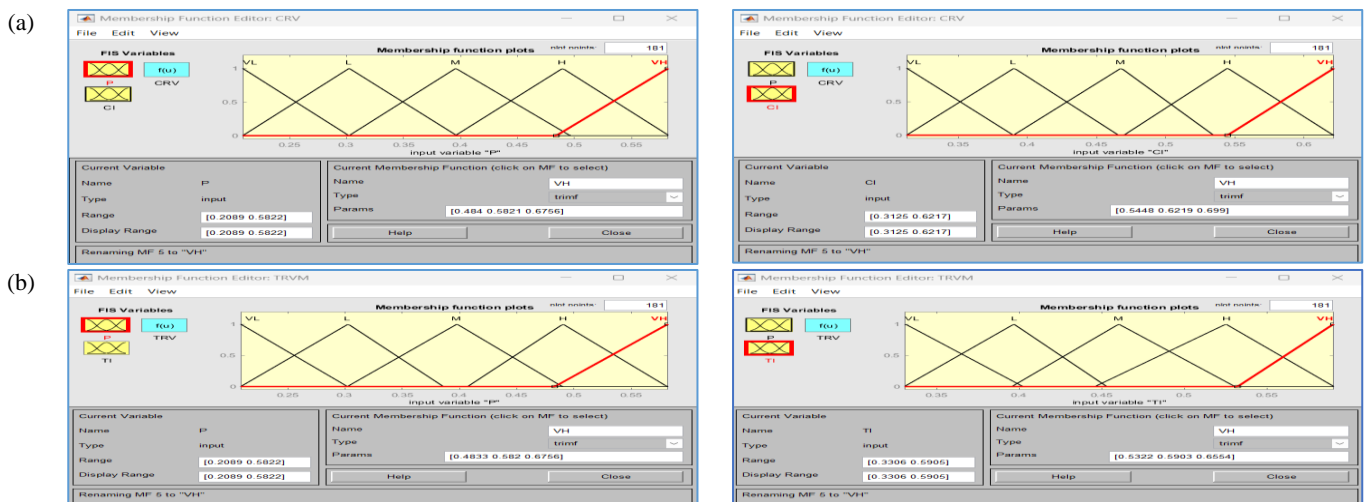 (a)
Membership Function Editor: CRV
File Edit View
FIS Variables
P
f(u)
CRV
CI
Membership function plots
plot points: 181
VL L M H VH
1
0.5
0
0.25 0.3 0.35 0.4 0.45 0.5 0.55
input variable "P"
Current Variable
Name P
Type input
Range [0.2089 0.5822]
Display Range [0.2089 0.5822]
Current Membership Function (click on MF to select)
Name VH
Type trimf
Params [0.484 0.5821 0.6756]
Help Close
Renaming MF 5 to "VH"
Membership Function Editor: CRV
File Edit View
FIS Variables
P
f(u)
CRV
CI
Membership function plots
plot points: 181
VL L M H VH
1
0.5
0
0.35 0.4 0.45 0.5 0.55 0.6
input variable "CI"
Current Variable
Name CI
Type input
Range [0.3125 0.6217]
Display Range [0.3125 0.6217]
Current Membership Function (click on MF to select)
Name VH
Type trimf
Params [0.5448 0.6219 0.699]
Help Close
Renaming MF 5 to "VH"
(b)
Membership Function Editor: TRVM
File Edit View
FIS Variables
P
f(u)
TRV
TI
Membership function plots
plot points: 181
VL L M H VH
1
0.5
0
0.25 0.3 0.35 0.4 0.45 0.5 0.55
input variable "P"
Current Variable
Name P
Type input
Range [0.2089 0.5822]
Display Range [0.2089 0.5822]
Current Membership Function (click on MF to select)
Name VH
Type trimf
Params [0.4833 0.582 0.6756]
Help Close
Renaming MF 5 to "VH"
Membership Function Editor: TRVM
File Edit View
FIS Variables
P
f(u)
TRV
TI
Membership function plots
plot points: 181
VL L M H VH
1
0.5
0
0.35 0.4 0.45 0.5 0.55
input variable "TI"
Current Variable
Name TI
Type input
Range [0.3306 0.5905]
Display Range [0.3306 0.5905]
Current Membership Function (click on MF to select)
Name VH
Type trimf
Params [0.5322 0.5903 0.6554]
Help Close
Renaming MF 5 to "VH"